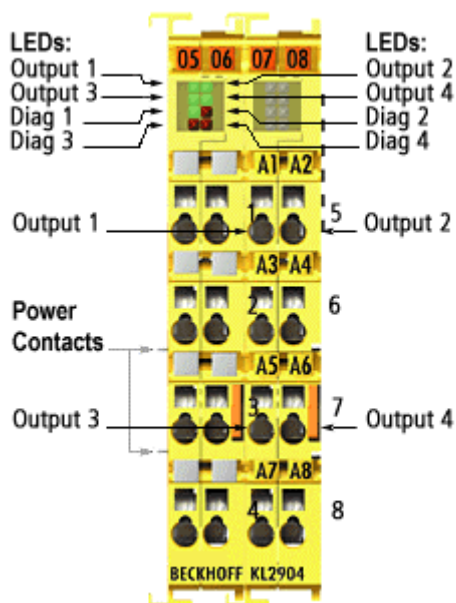 LEDs:
Output 1
Output 3
Diag 1
Diag 3
05 06 07 08
LEDs:
Output 2
Output 4
Diag 2
Diag 4
A1 A2
Output 1
1
5
Output 2
A3 A4
Power
Contacts
2
6
A5 A6
Output 3
3
7
Output 4
A7 A8
4
8
BECKHOFF KL2904